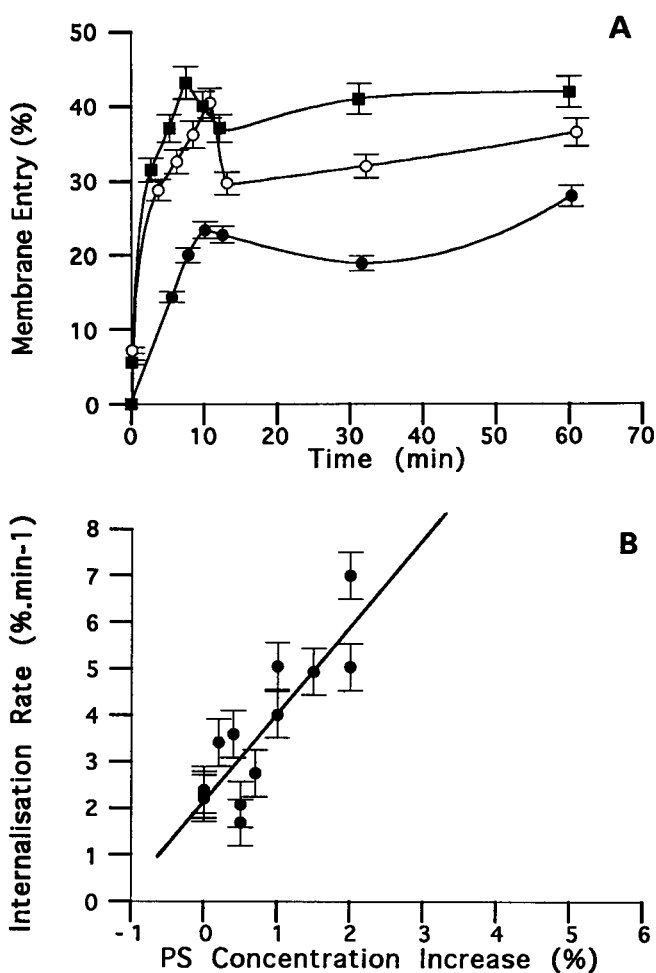 A
Membrane Entry (%)
50
40
30
20
10
0
0 10 20 30 40 50 60 70
Time (min)
B
Internalisation Rate (%.min-1)
8
7
6
5
4
3
2
1
0
-1 0 1 2 3 4 5 6
PS Concentration Increase (%)